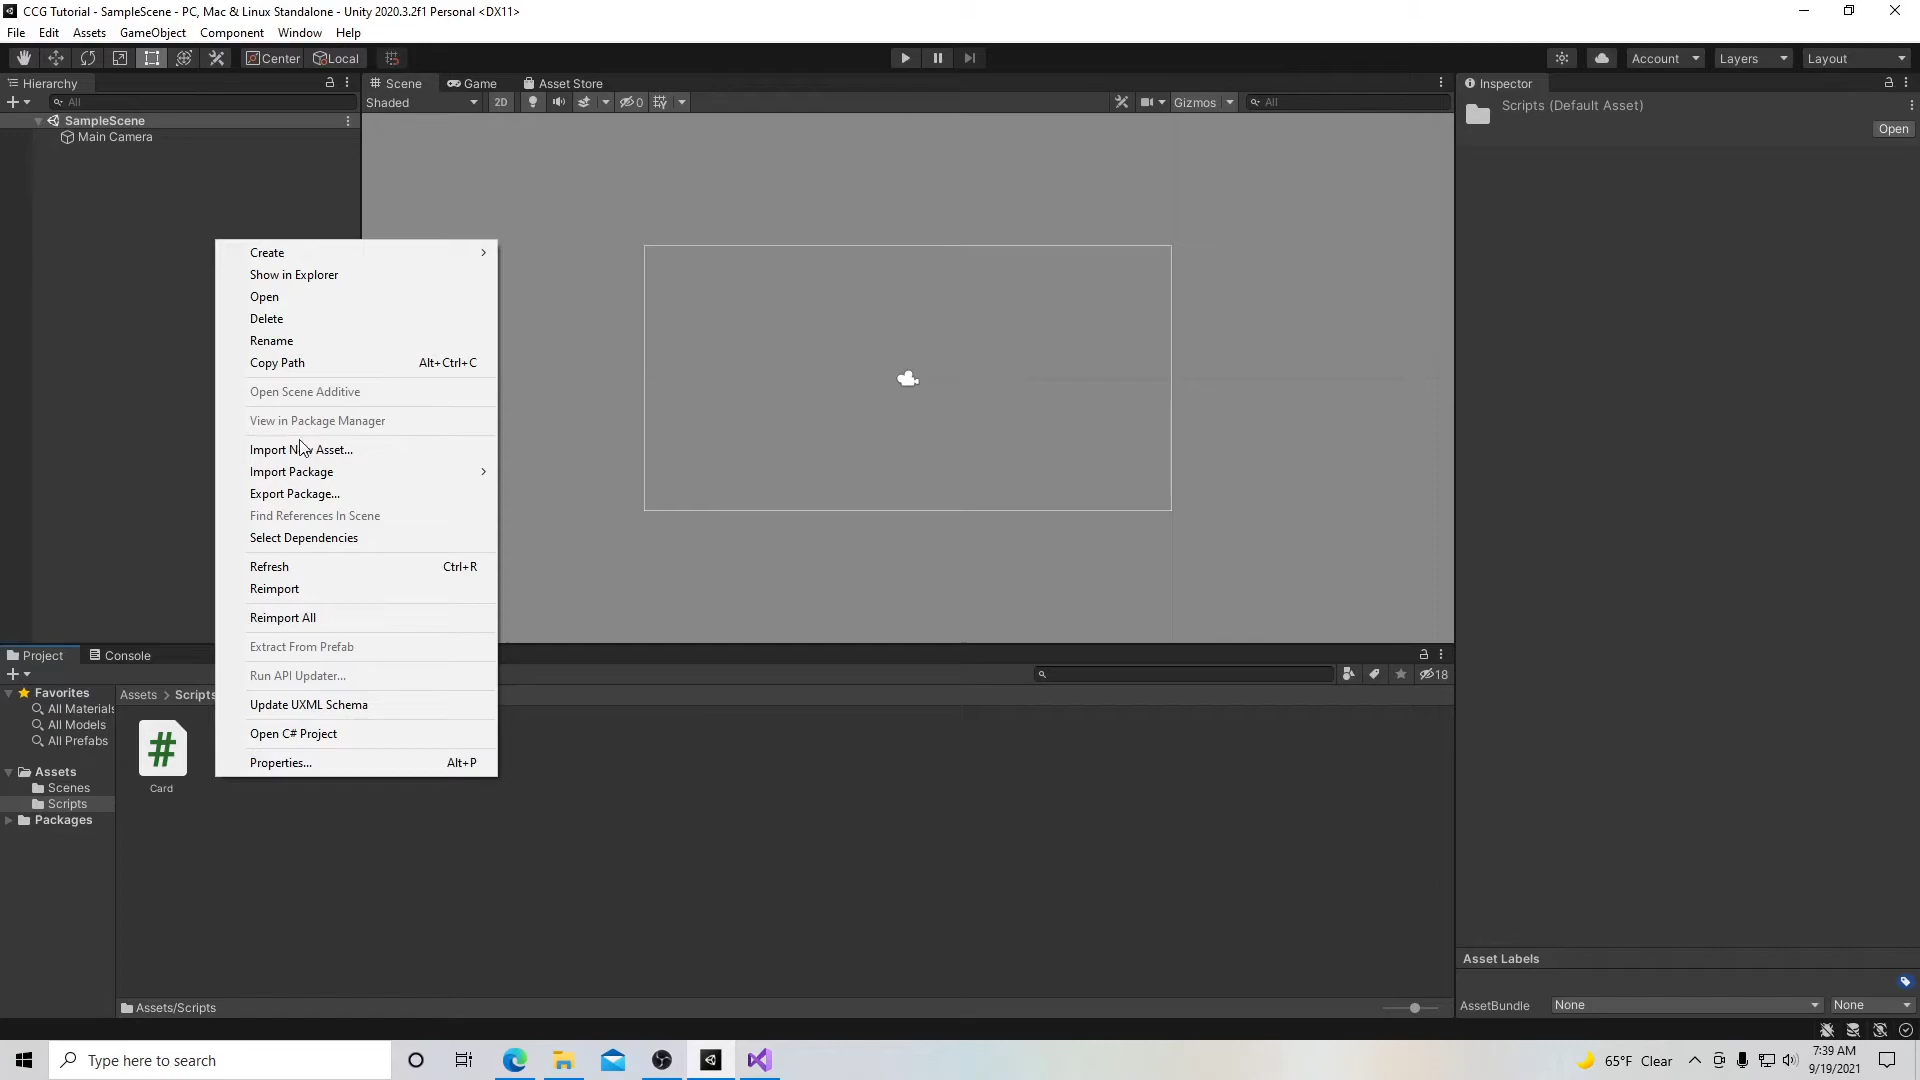 CCG Tutorial - SampleScene - PC, Mac & Linux Standalone - Unity 2020.3.2f1 Personal <DX11>
File Edit Assets GameObject Component Window Help
Center Local Account Layers Layout
Hierarchy Scene Game Asset Store Inspector
All Shaded 2D 0 Gizmos All
Scripts (Default Asset)
Open
SampleScene
Main Camera
Create
Show in Explorer
Open
Delete
Rename
Copy Path Alt+Ctrl+C
Open Scene Additive
View in Package Manager
Import New Asset...
Import Package
Export Package...
Find References In Scene
Select Dependencies
Refresh Ctrl+R
Reimport
Reimport All
Extract From Prefab
Run API Updater...
Update UXML Schema
Open C# Project
Properties... Alt+P
Project Console
18
Favorites
All Materials
All Models
All Prefabs
Assets
Scenes
Scripts
Packages
Assets > Scripts
#
Card
Assets/Scripts
Asset Labels
AssetBundle None None
Type here to search
65°F Clear
7:39 AM
9/19/2021